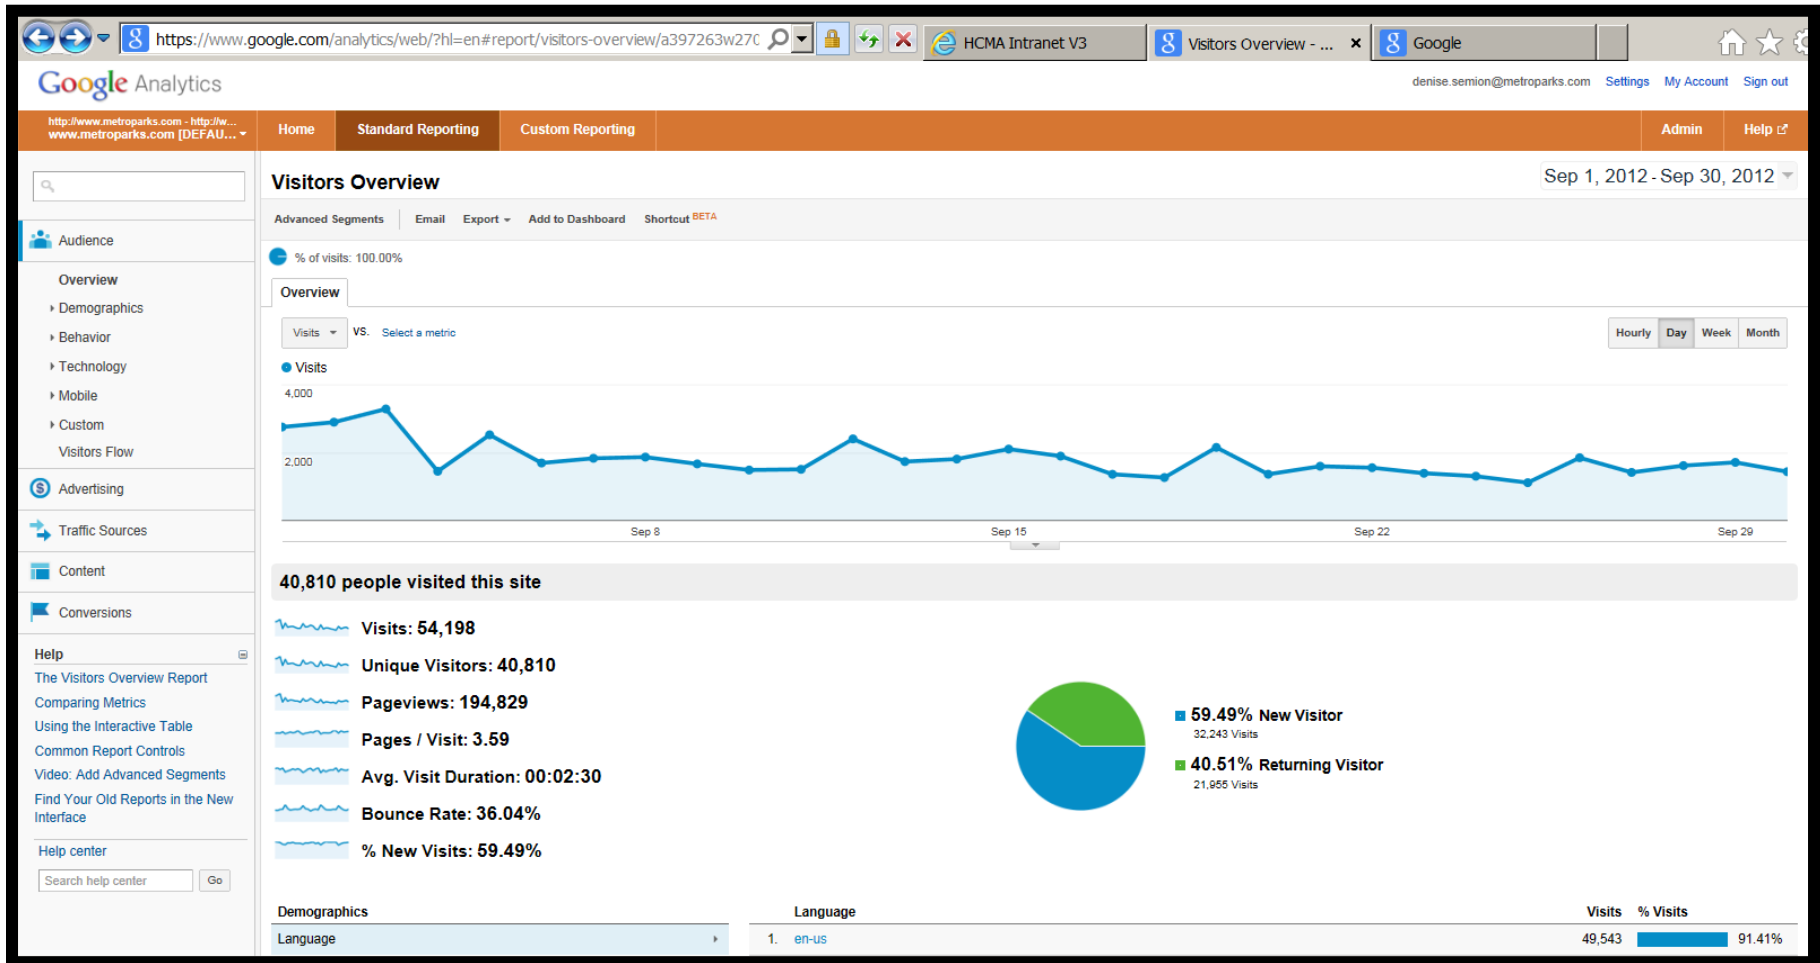 https://www.google.com/analytics/web/?hl=en#report/visitors-overview/a397263w27
HCMA Intranet V3
Visitors Overview - ...
Google
Google Analytics
denise.semion@metroparks.com Settings My Account Sign out
http://www.metroparks.com - http://w...
www.metroparks.com [DEFAU...
Home Standard Reporting Custom Reporting Admin Help
Visitors Overview
Sep 1, 2012 - Sep 30, 2012
Advanced Segments Email Export Add to Dashboard Shortcut BETA
Audience
Overview
Demographics
Behavior
Technology
Mobile
Custom
Visitors Flow
Advertising
Traffic Sources
Content
Conversions
Help
The Visitors Overview Report
Comparing Metrics
Using the Interactive Table
Common Report Controls
Video: Add Advanced Segments
Find Your Old Reports in the New
Interface
Help center
Search help center Go
% of visits: 100.00%
Overview
Visits VS. Select a metric
Hourly Day Week Month
Visits
4,000
2,000
Sep 8 Sep 15 Sep 22 Sep 29
40,810 people visited this site
Visits: 54,198
Unique Visitors: 40,810
Pageviews: 194,829
Pages / Visit: 3.59
Avg. Visit Duration: 00:02:30
Bounce Rate: 36.04%
% New Visits: 59.49%
59.49% New Visitor
32,243 Visits
40.51% Returning Visitor
21,955 Visits
Demographics
Language
Language Visits % Visits
1. en-us 49,543 91.41%